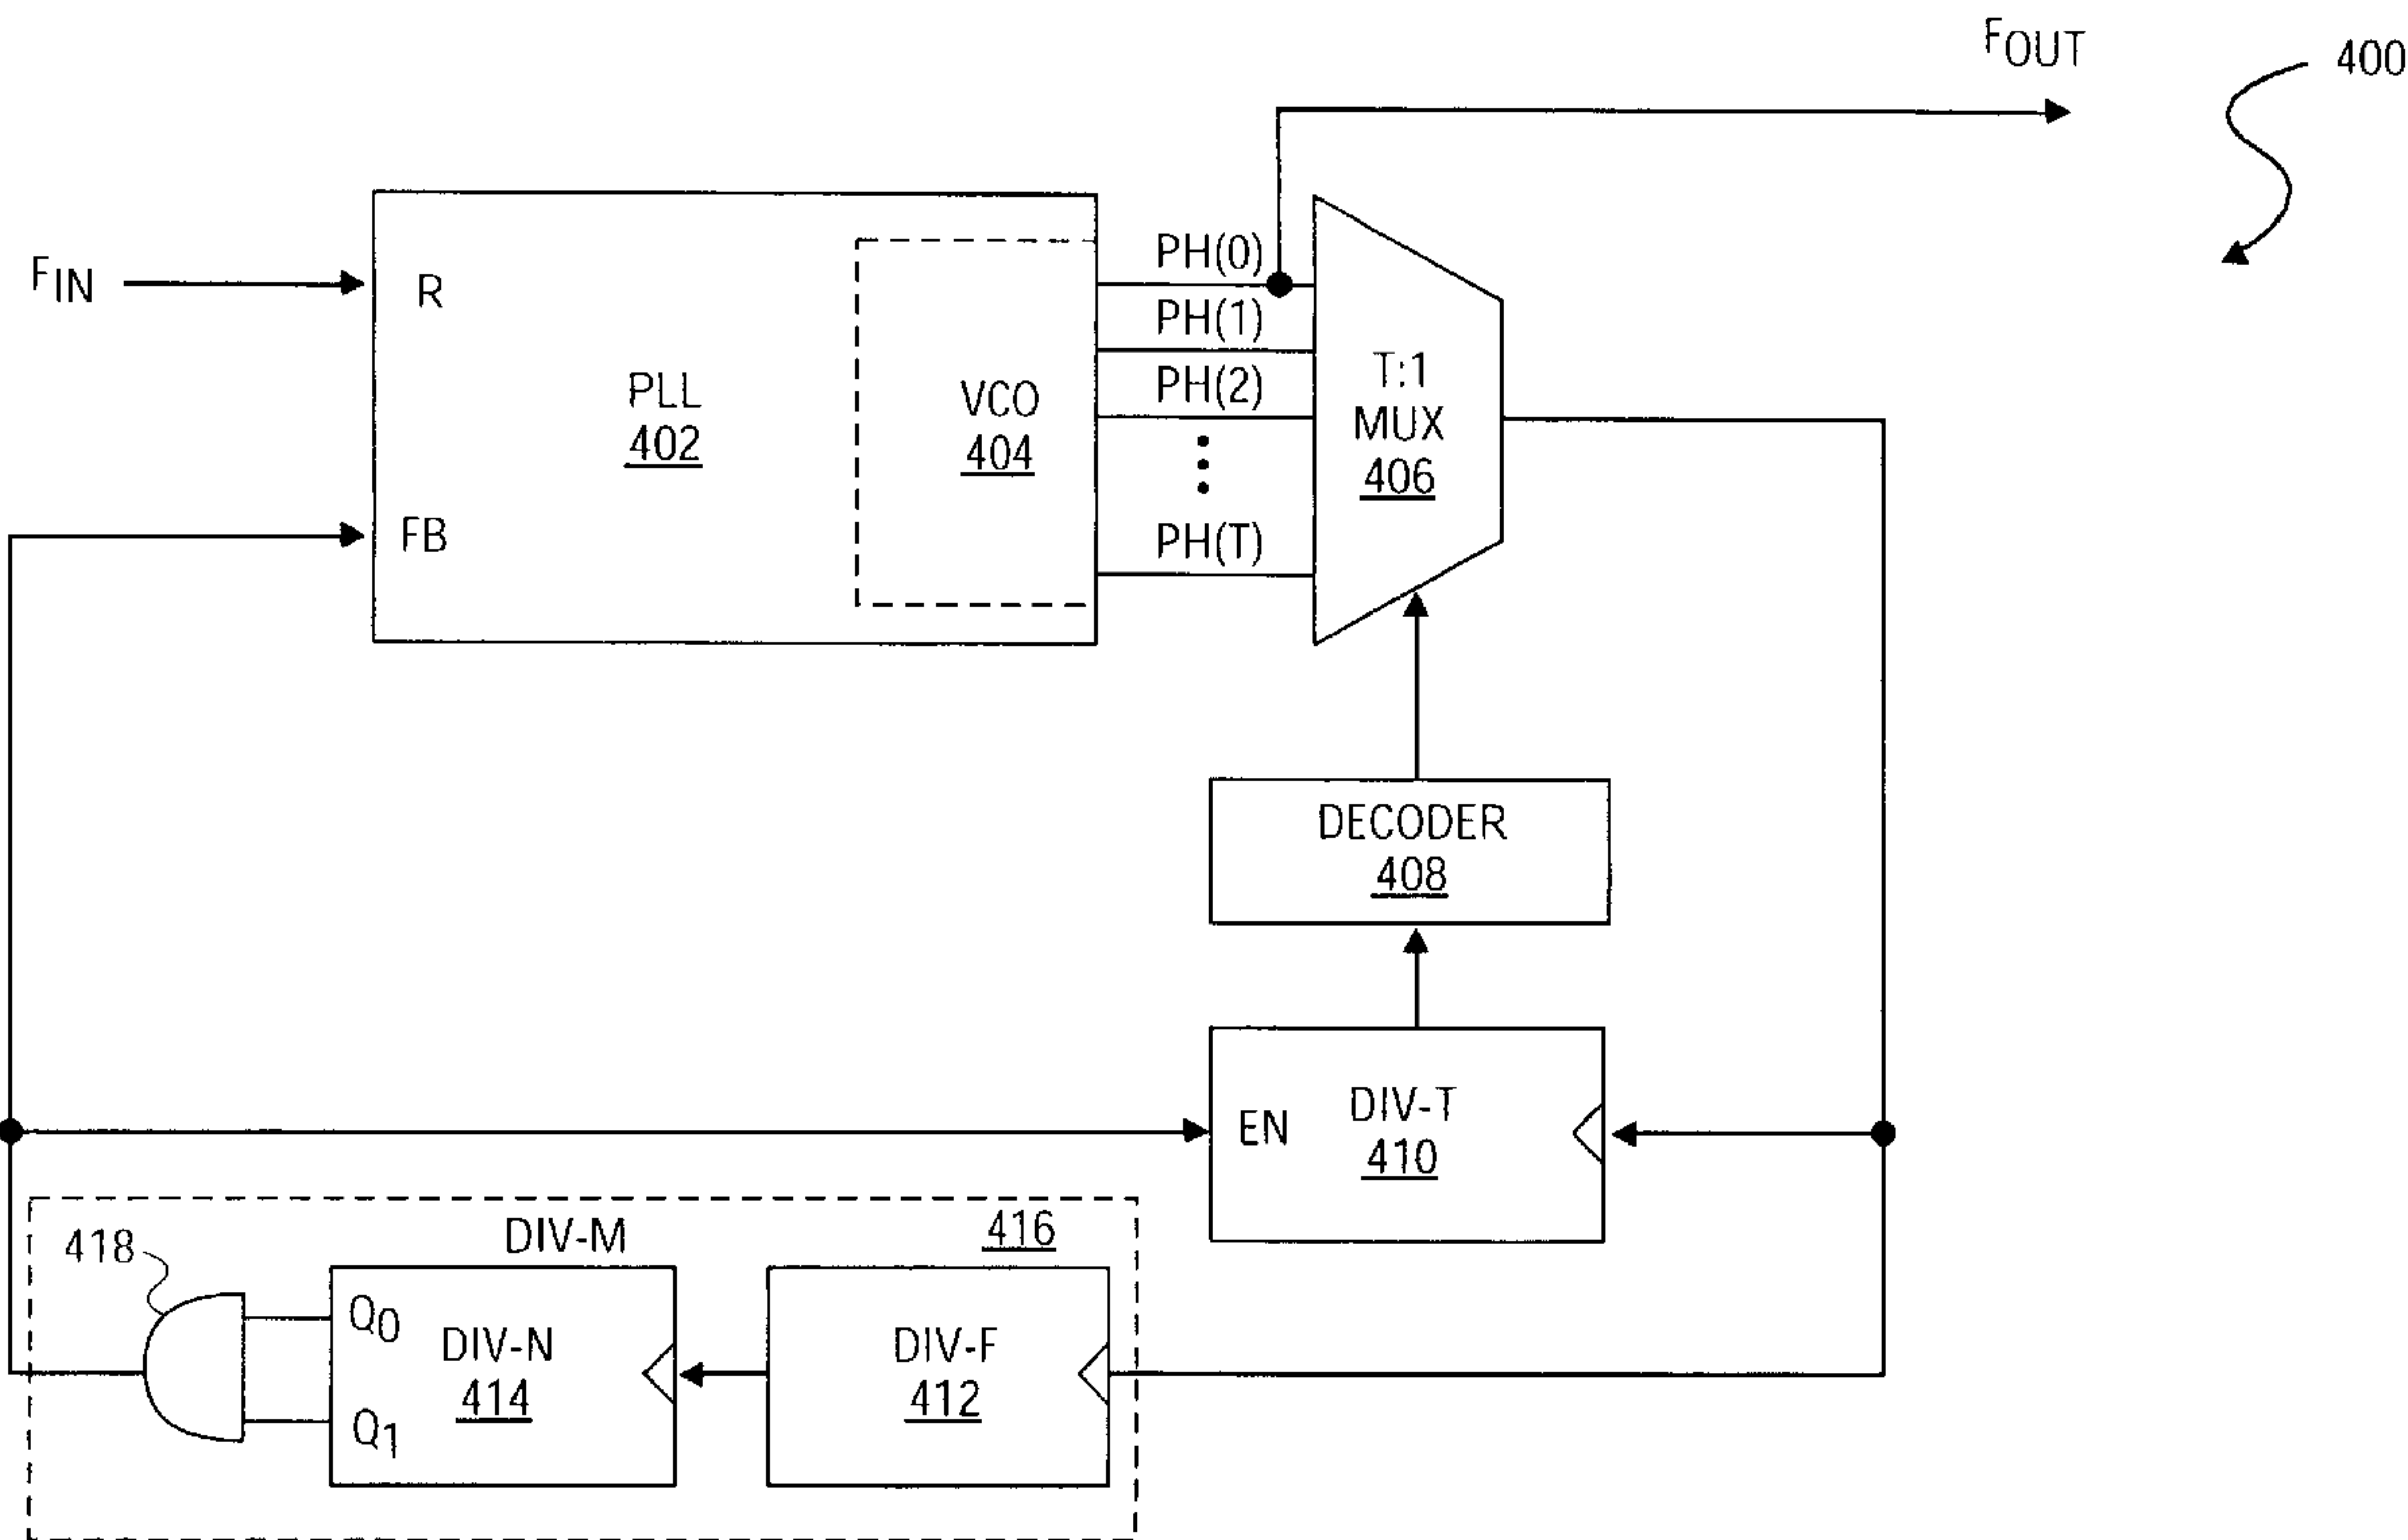 FOUT
400
FIN
R
FB
PLL
402
VCO
404
PH(0)
PH(1)
PH(2)
PH(T)
T:1
MUX
406
DECODER
408
EN
DIV-T
410
DIV-M
416
418
Q0
Q1
DIV-N
414
DIV-F
412